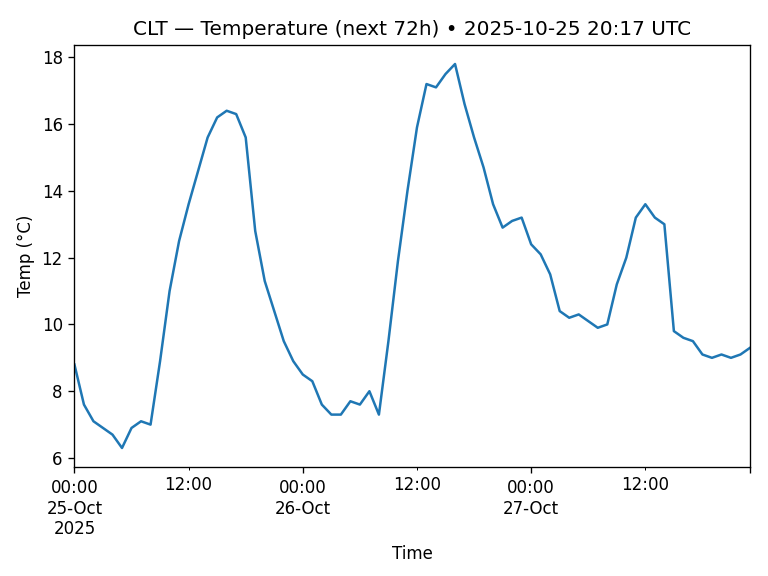 CLT — Temperature (next 72h) • 2025-10-25 20:17 UTC
18
16
14
12
10
8
6
Temp (°C)
00:00 12:00 00:00 12:00 00:00 12:00
25-Oct 26-Oct 27-Oct
2025
Time